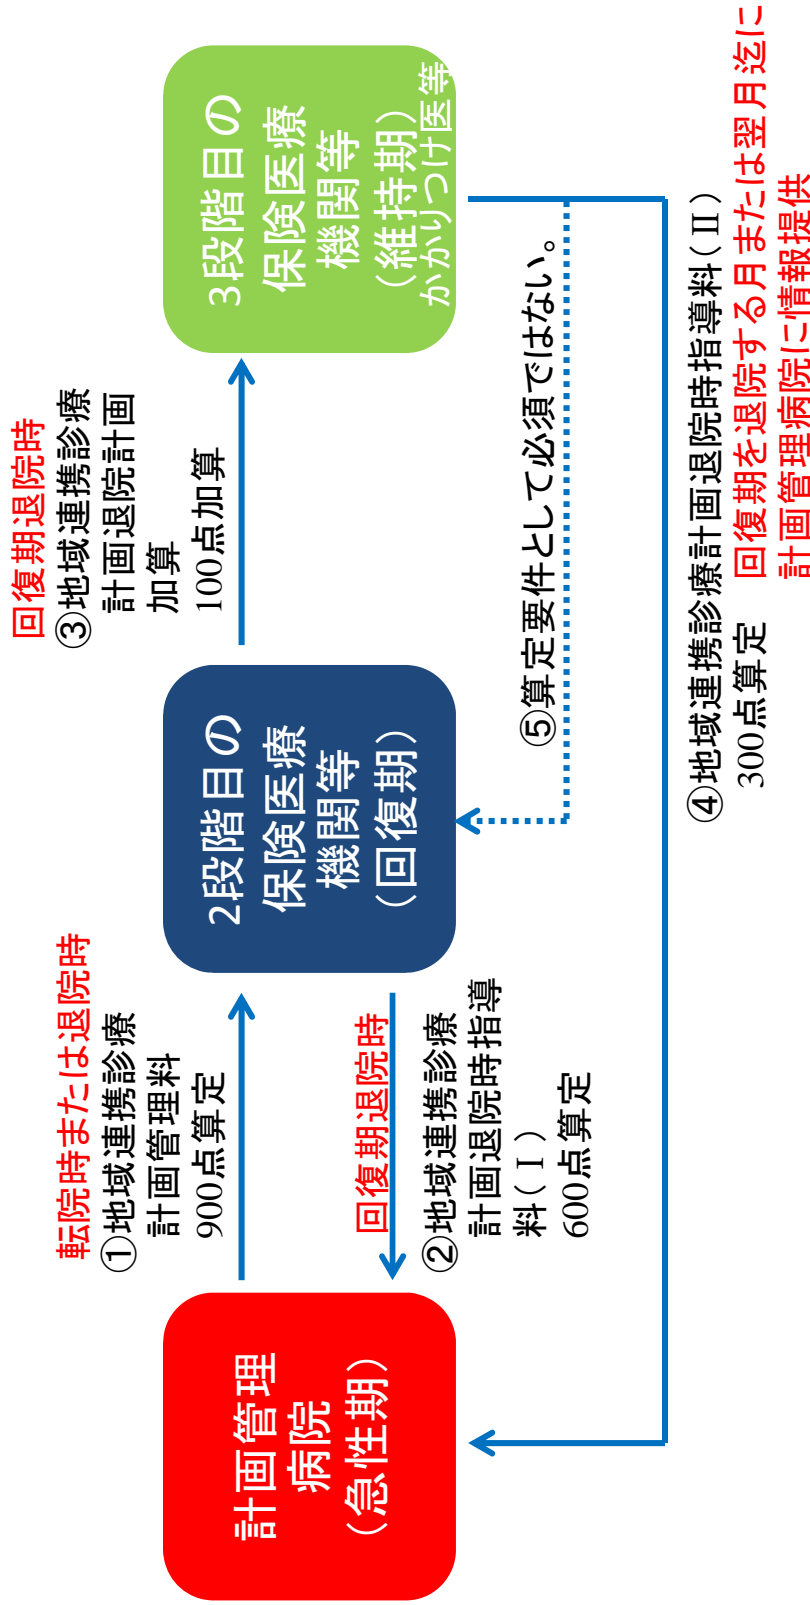 計画管理
病院
（急性期）
転院時または退院時
①地域連携診療
計画管理料
900点算定
回復期退院時
②地域連携診療
計画退院時指導
料（Ⅰ）
600点算定
2段階目の
保険医療
機関等
（回復期）
回復期退院時
③地域連携診療
計画退院計画
加算
100点加算
3段階目の
保険医療
機関等
（維持期）
かかりつけ医等
⑤算定要件として必須ではない。
④地域連携診療計画退院時指導料（Ⅱ）
300点算定
回復期を退院する月または翌月迄に
計画管理病院に情報提供